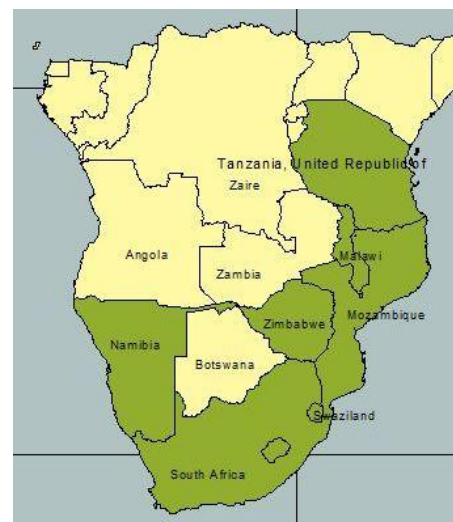 Tanzania, United Republic of
Zaire
Angola
Zambia
Malawi
Mozambique
Zimbabwe
Namibia
Botswana
Swaziland
South Africa